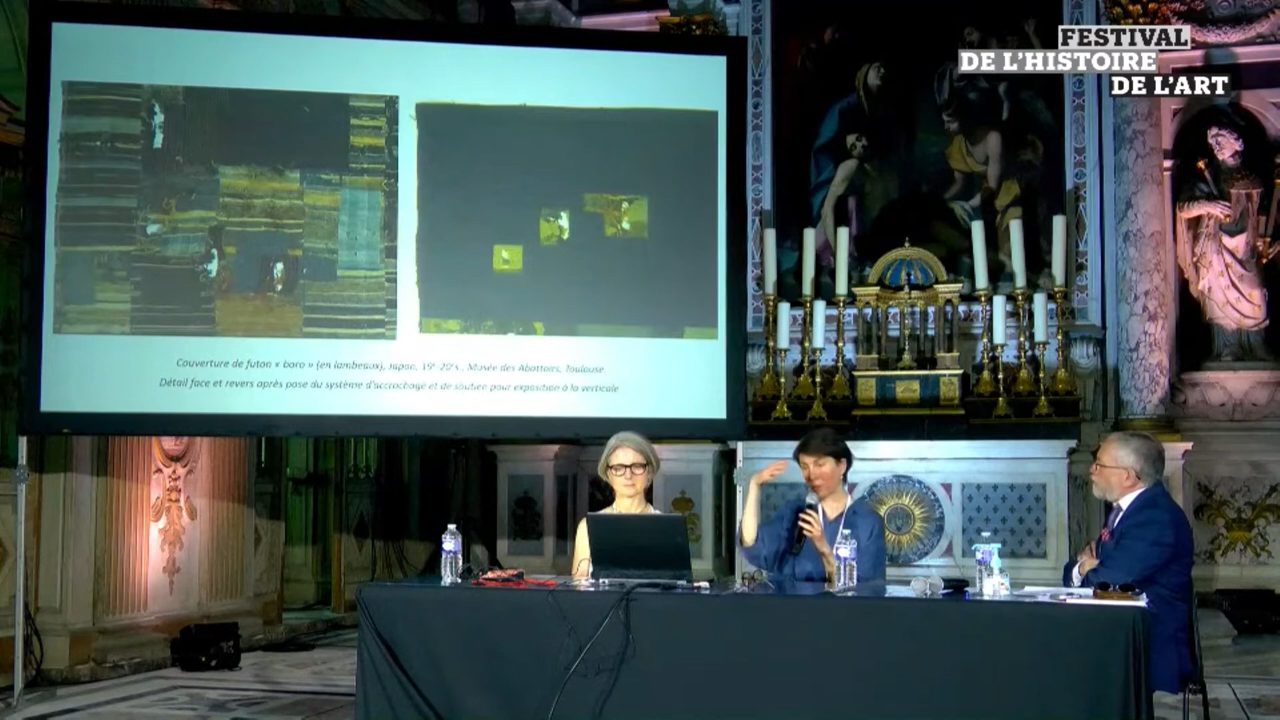 FESTIVAL
DE L'HISTOIRE
DE L'ART
Couverture de futon « boro » (en lambeaux), Japon, 19e-20e s., Musée des Abattoirs, Toulouse.
Détail face et revers après pose du système d'accrochage et de soutien pour exposition à la verticale